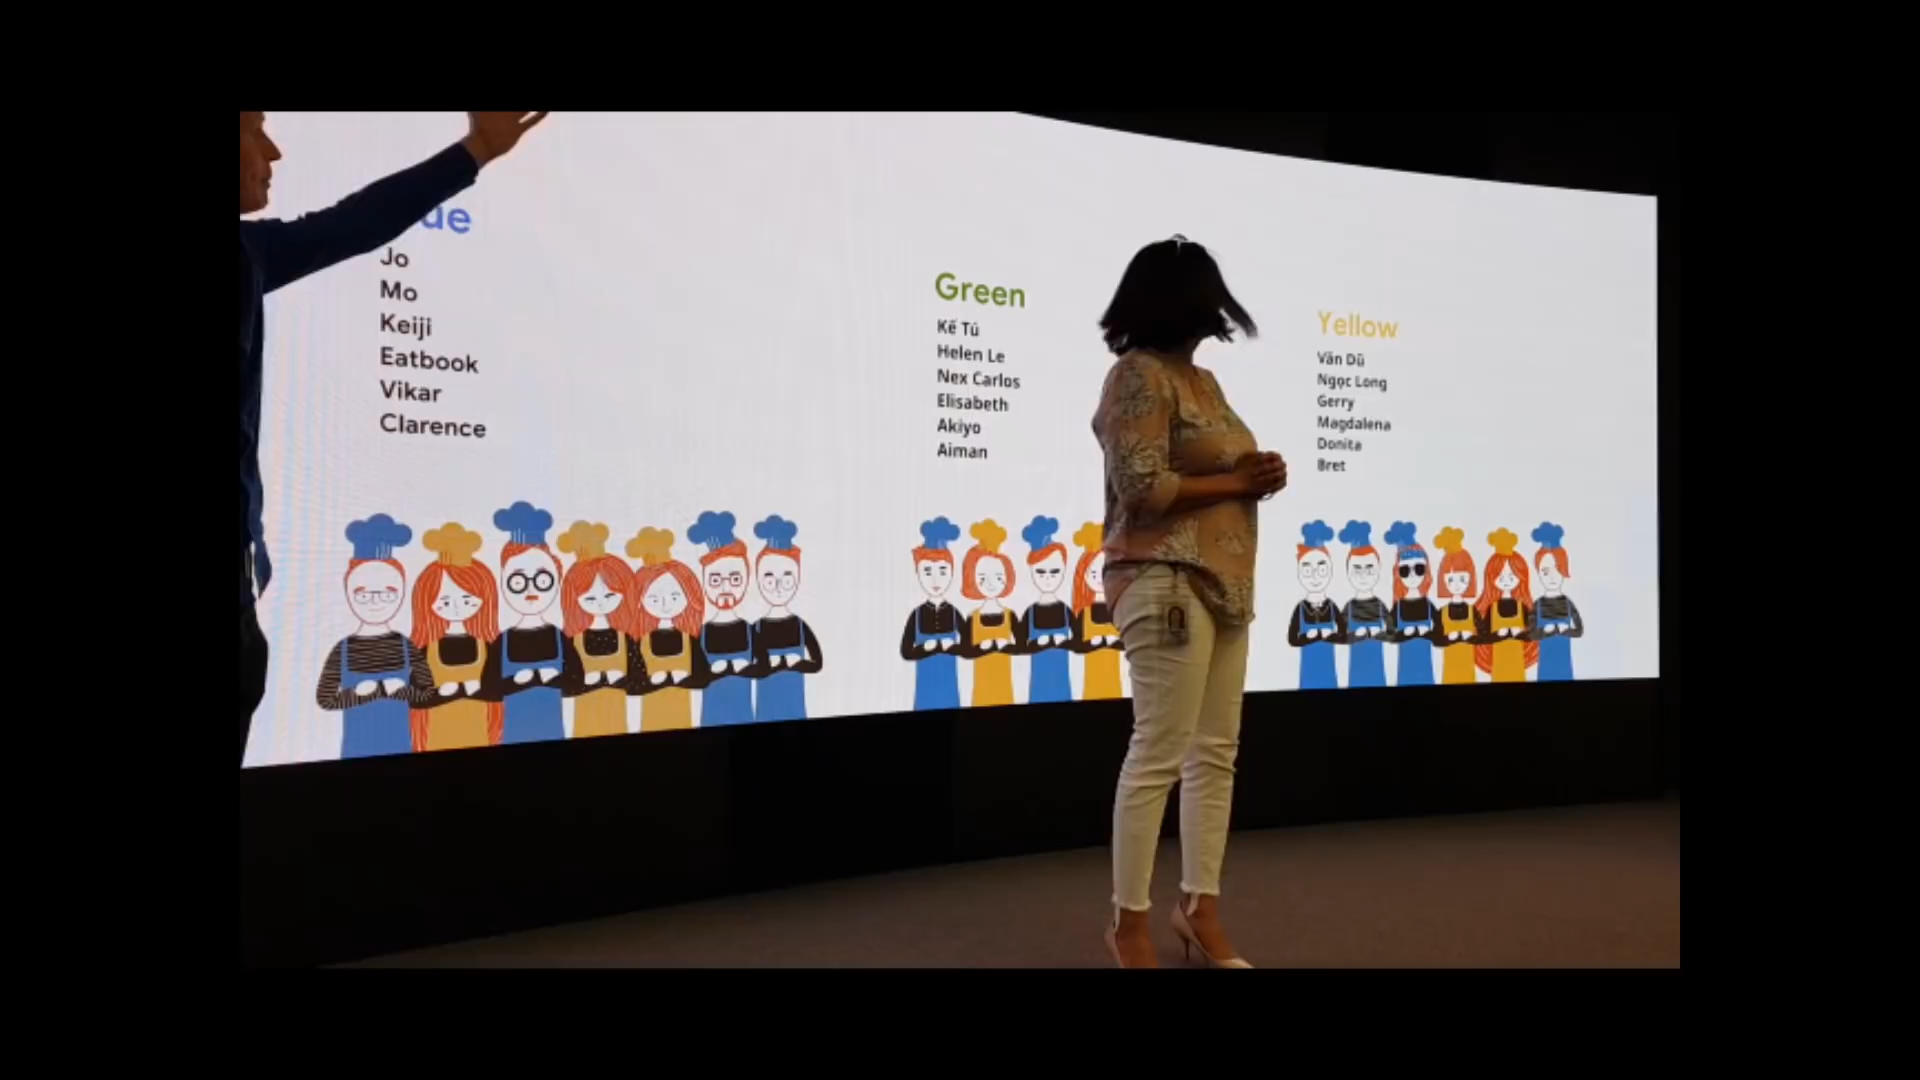 ue
Jo
Mo
Keiji
Eatbook
Vikar
Clarence
Green
Kế Tú
Helen Le
Nex Carlos
Elisabeth
Akiyo
Aiman
Yellow
Văn Dũ
Ngọc Long
Gerry
Magdalena
Donita
Bret